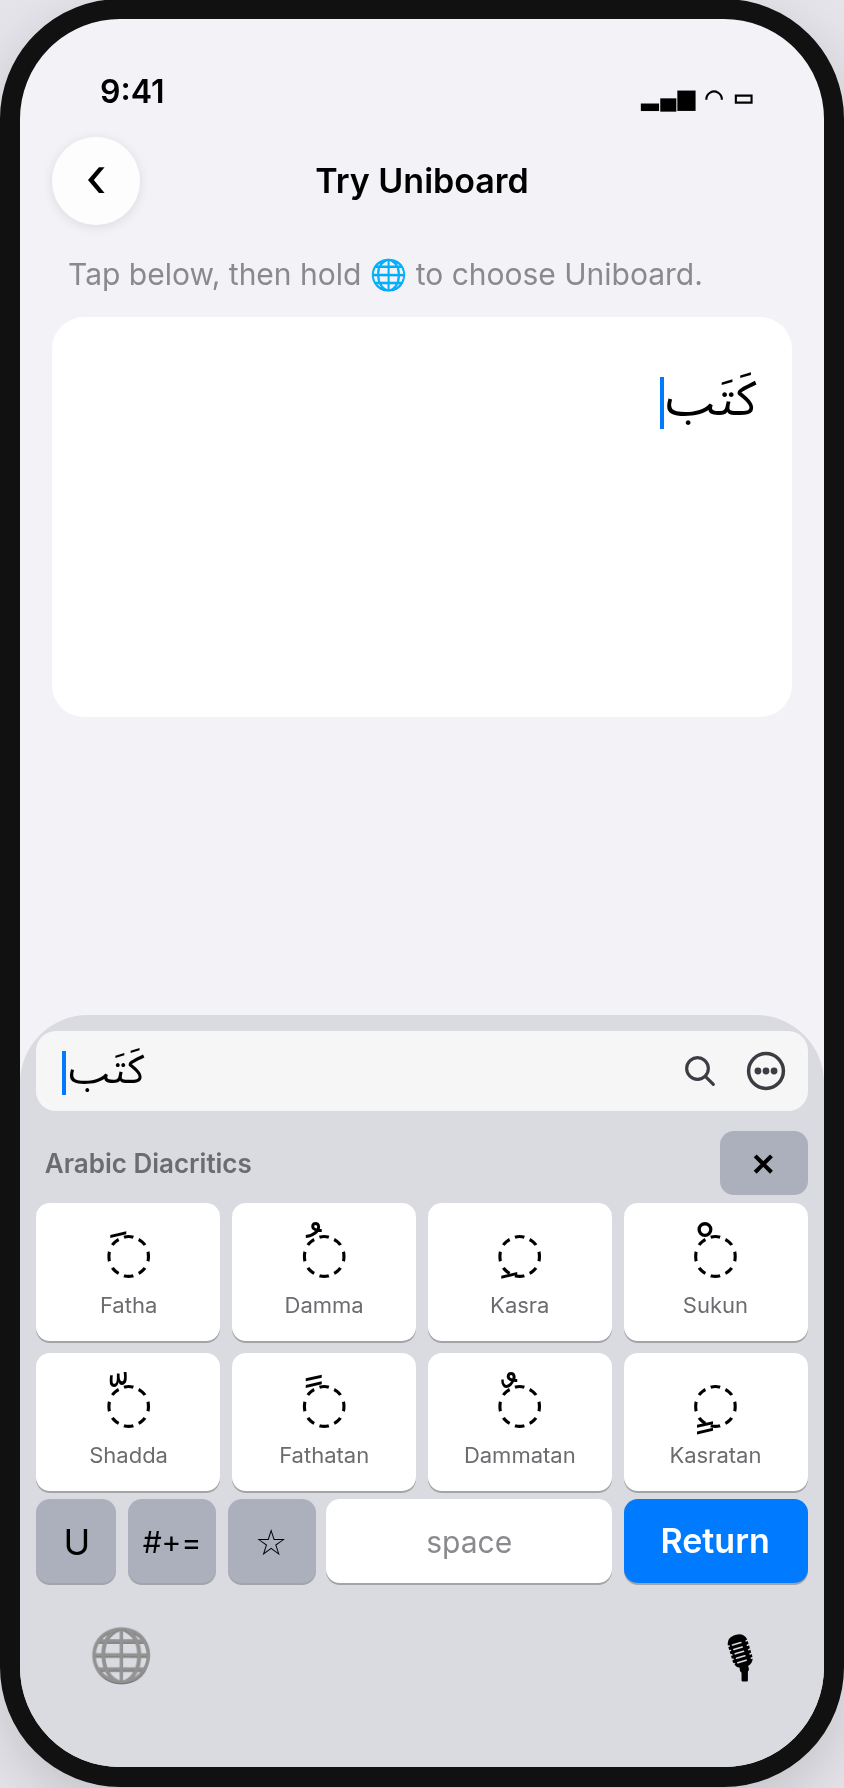 9:41
Try Uniboard
Tap below, then hold 🌐 to choose Uniboard.
كَتَب
كَتَب
Arabic Diacritics
◌َ ◌ُ ◌ِ ◌ْ
Fatha Damma Kasra Sukun
◌ّ ◌ً ◌ٌ ◌ٍ
Shadda Fathatan Dammatan Kasratan
U #+= ☆ space Return